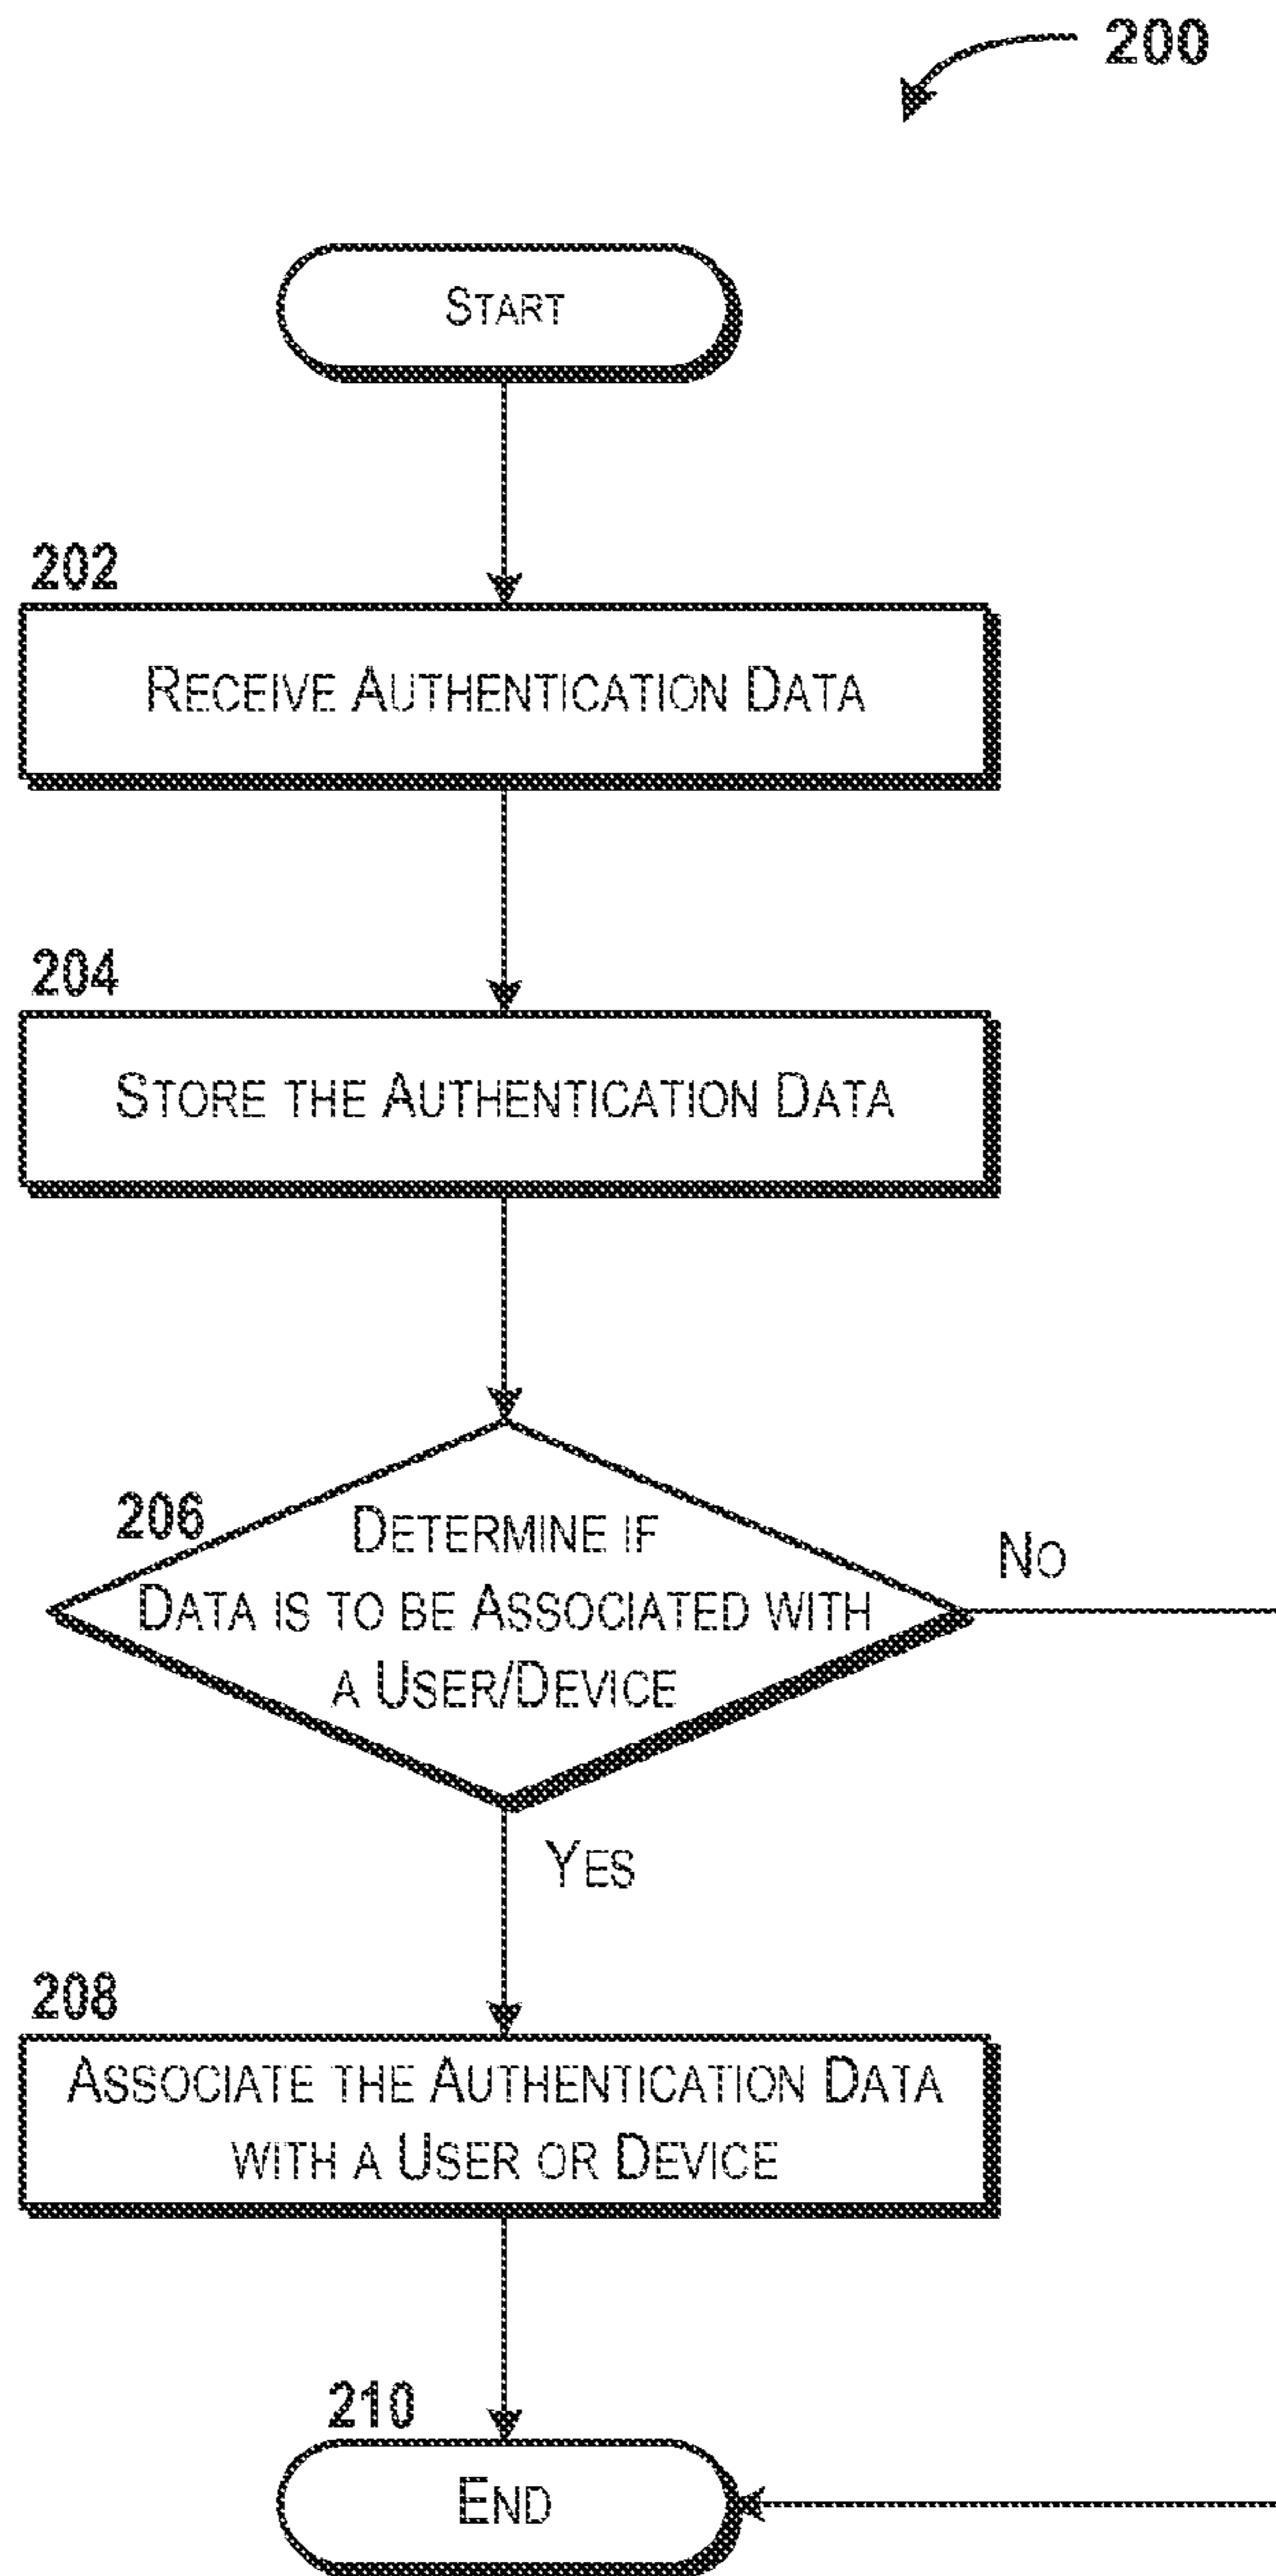 200
START
202
RECEIVE AUTHENTICATION DATA
204
STORE THE AUTHENTICATION DATA
206
DETERMINE IF
DATA IS TO BE ASSOCIATED WITH
A USER/DEVICE
NO
YES
208
ASSOCIATE THE AUTHENTICATION DATA
WITH A USER OR DEVICE
210
END